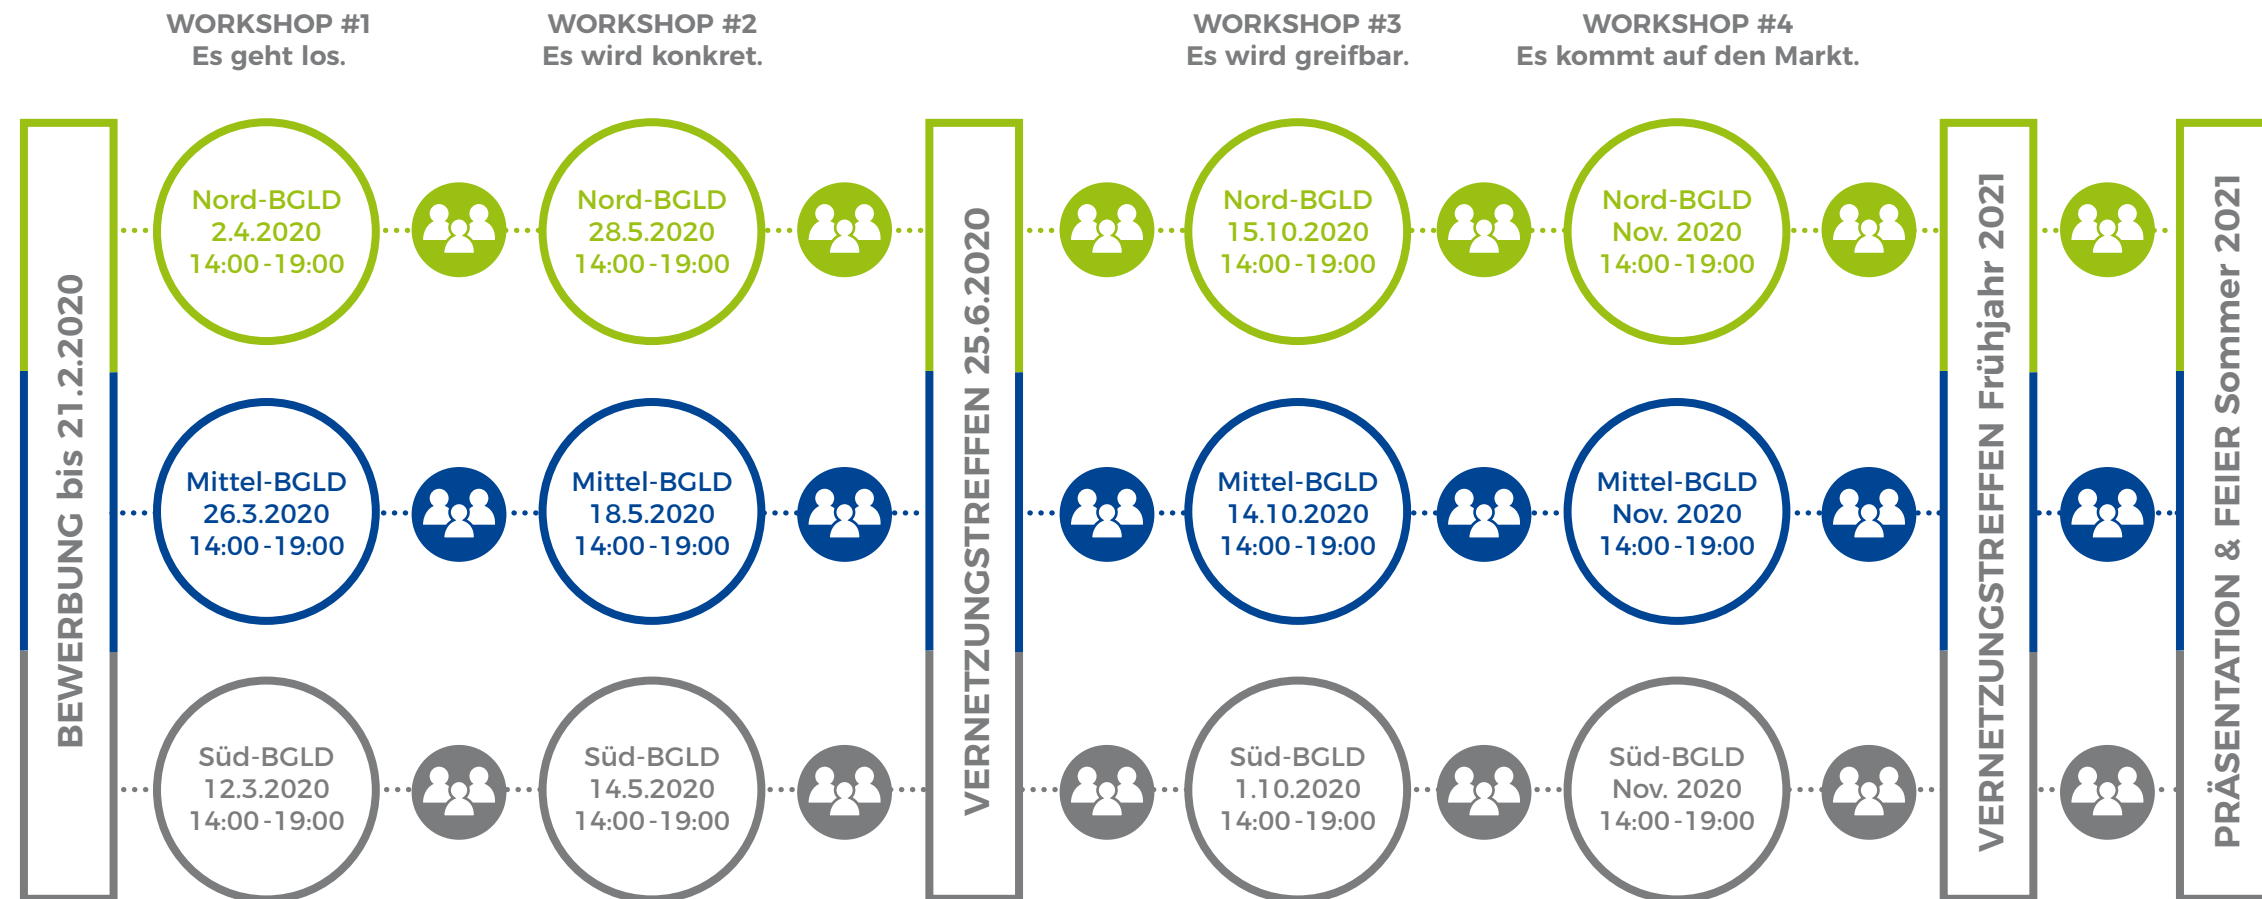 WORKSHOP #1
Es geht los.
WORKSHOP #2
Es wird konkret.
WORKSHOP #3
Es wird greifbar.
WORKSHOP #4
Es kommt auf den Markt.
BEWERBUNG bis 21.2.2020
Nord-BGLD
2.4.2020
14:00-19:00
Nord-BGLD
28.5.2020
14:00-19:00
VERNETZUNGSTREFFEN 25.6.2020
Nord-BGLD
15.10.2020
14:00-19:00
Nord-BGLD
Nov. 2020
14:00-19:00
VERNETZUNGSTREFFEN Frühjahr 2021
PRÄSENTATION & FEIER Sommer 2021
Mittel-BGLD
26.3.2020
14:00-19:00
Mittel-BGLD
18.5.2020
14:00-19:00
Mittel-BGLD
14.10.2020
14:00-19:00
Mittel-BGLD
Nov. 2020
14:00-19:00
Süd-BGLD
12.3.2020
14:00-19:00
Süd-BGLD
14.5.2020
14:00-19:00
Süd-BGLD
1.10.2020
14:00-19:00
Süd-BGLD
Nov. 2020
14:00-19:00